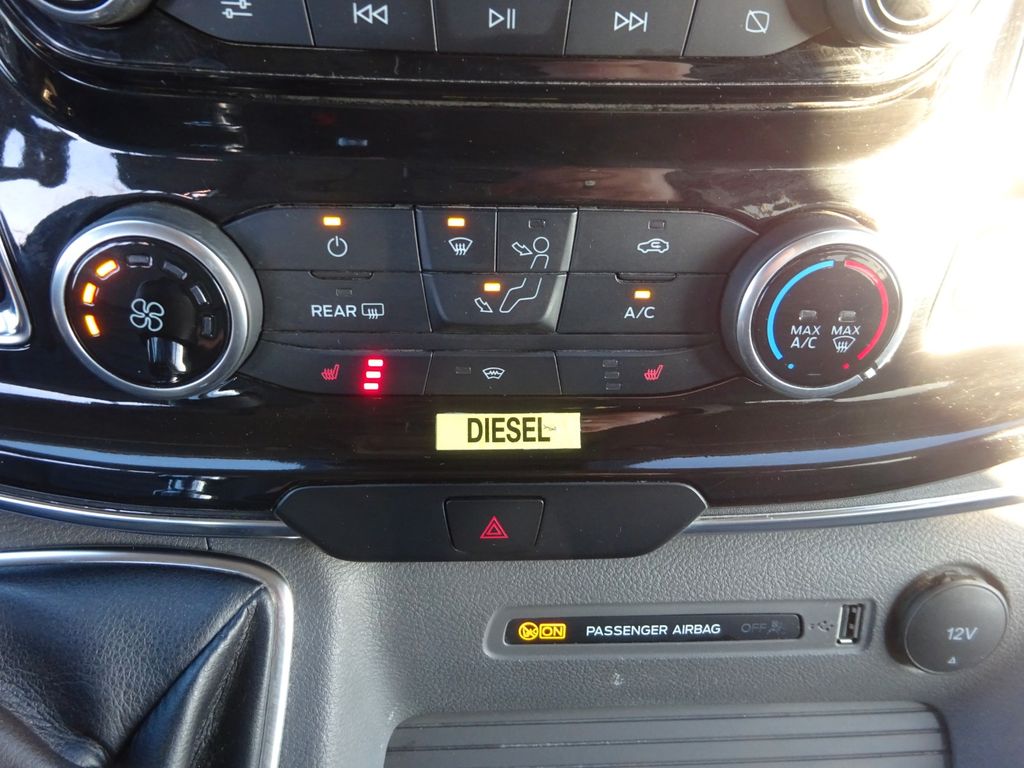 REAR
A/C
MAX
A/C
MAX
DIESEL
ON
PASSENGER AIRBAG
OFF
12V